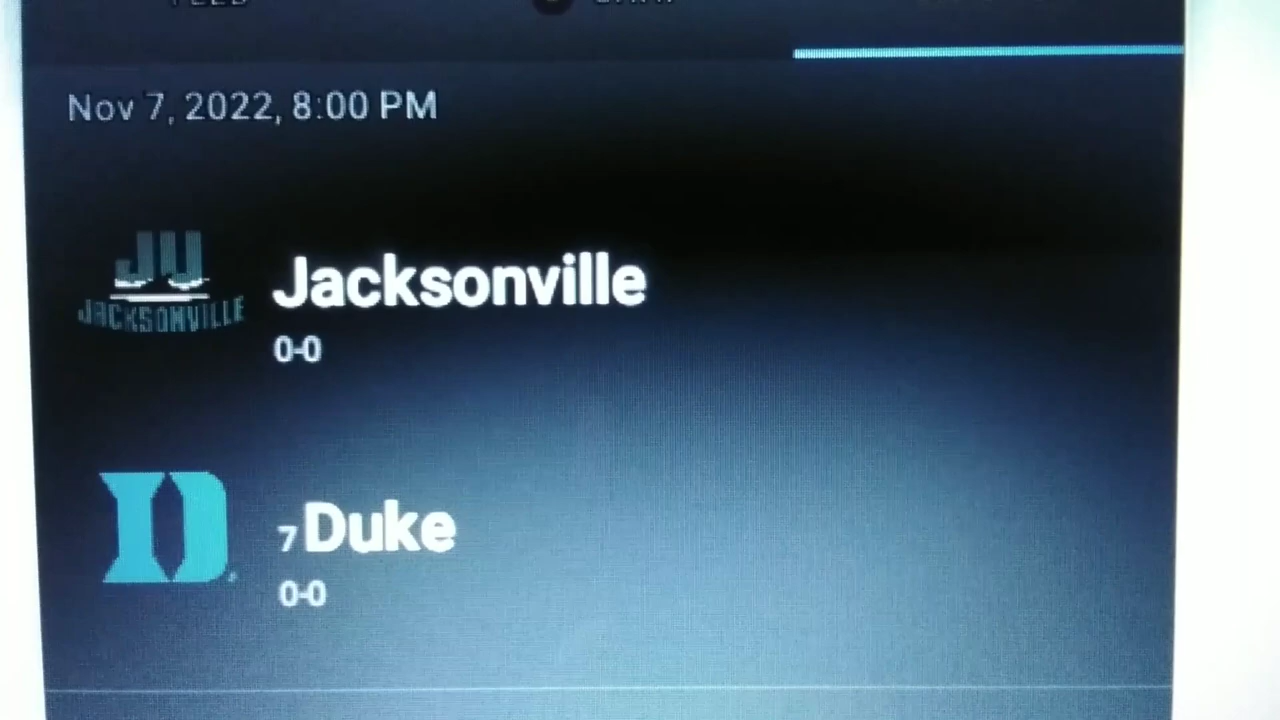 Nov 7, 2022, 8:00 PM
JU
JACKSONVILLE
Jacksonville
0-0
D
7 Duke
0-0